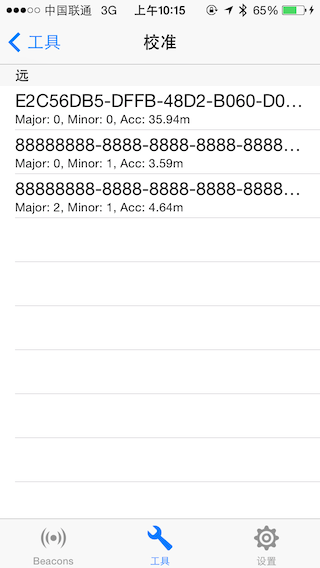 中国联通 3G 上午10:15 65%
工具 校准
远
E2C56DB5-DFFB-48D2-B060-D0...
Major: 0, Minor: 0, Acc: 35.94m
88888888-8888-8888-8888-8888...
Major: 0, Minor: 1, Acc: 3.59m
88888888-8888-8888-8888-8888...
Major: 2, Minor: 1, Acc: 4.64m
Beacons 工具 设置